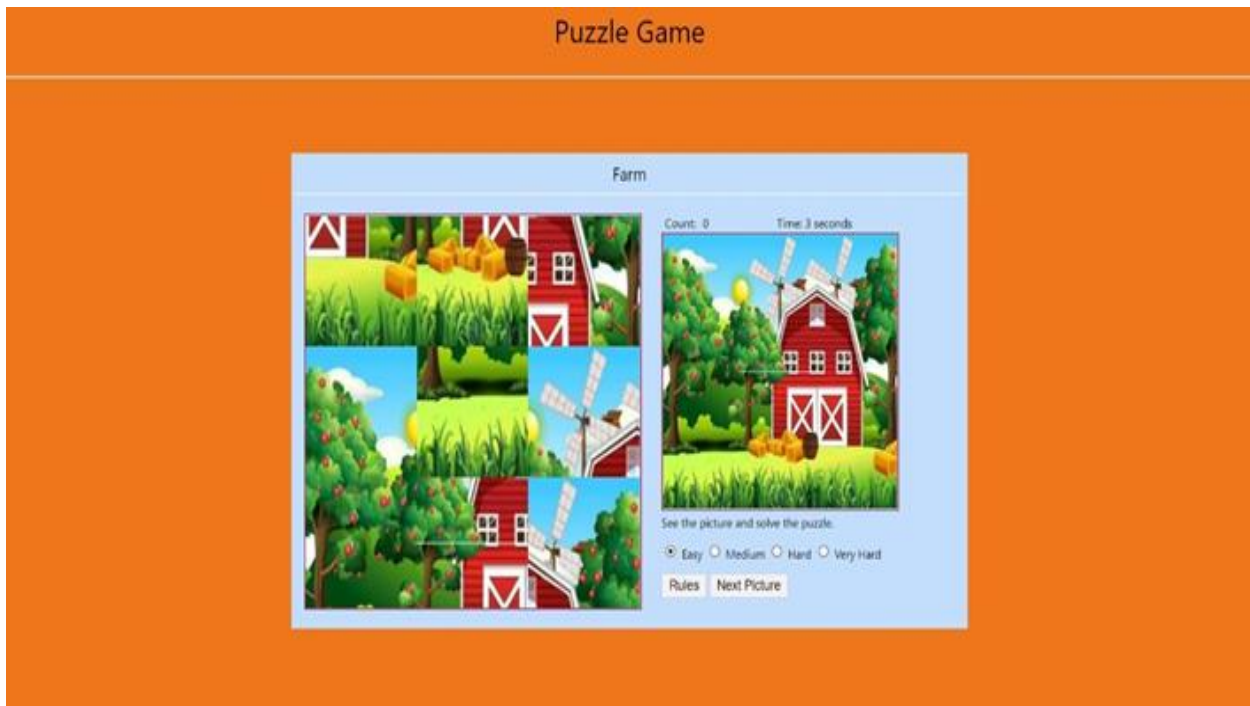 Puzzle Game
Farm
Count: 0 Time: 3 seconds
See the picture and solve the puzzle.
Easy Medium Hard Very Hard
Rules Next Picture